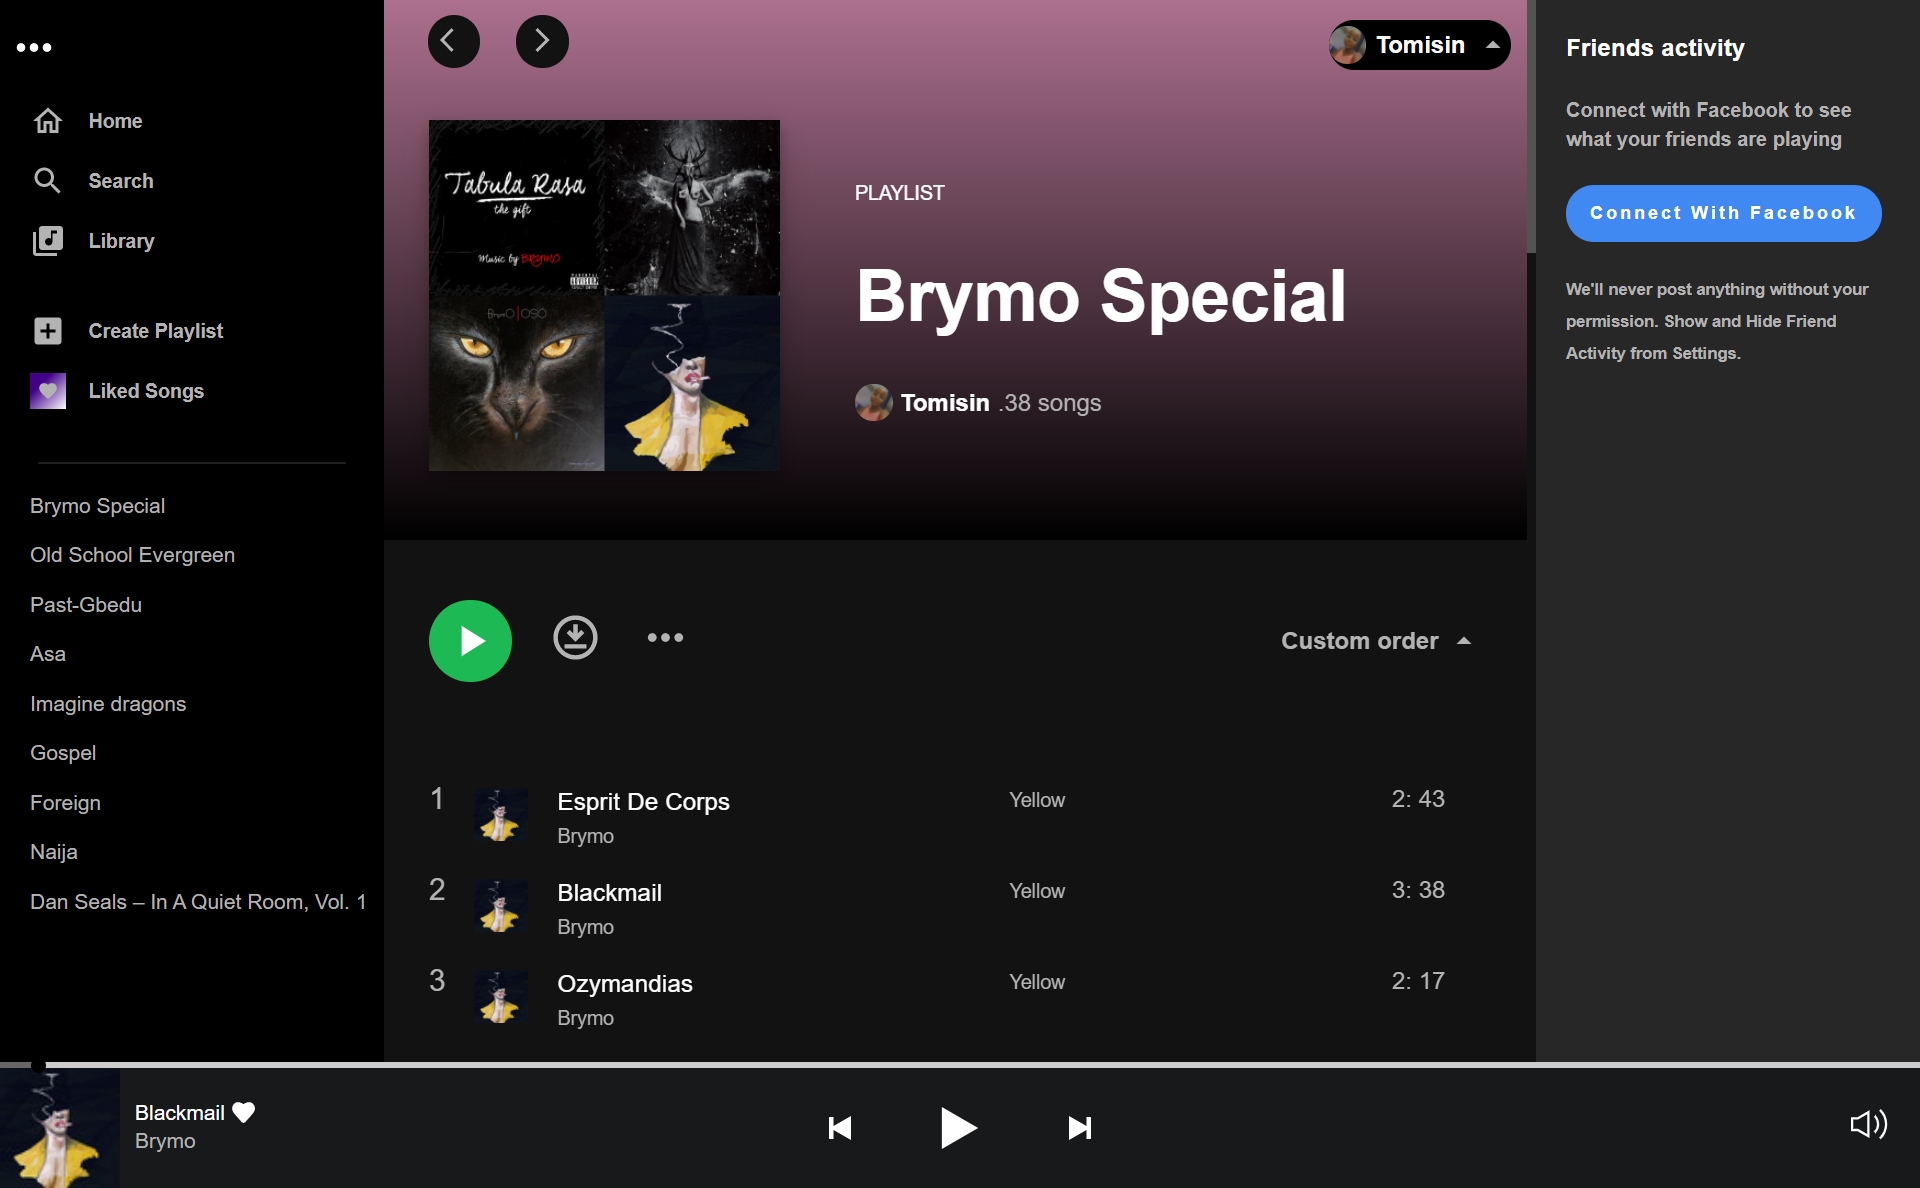 Home
Search
Library
Create Playlist
Liked Songs
Brymo Special
Old School Evergreen
Past-Gbedu
Asa
Imagine dragons
Gospel
Foreign
Naija
Dan Seals – In A Quiet Room, Vol. 1
Tomisin
Tabula Rasa
the gift
Music by BRYMO
PARENTAL
ADVISORY
BrymO OSO
PLAYLIST
Brymo Special
Tomisin .38 songs
Custom order
1 Esprit De Corps Yellow 2: 43
Brymo
2 Blackmail Yellow 3: 38
Brymo
3 Ozymandias Yellow 2: 17
Brymo
Friends activity
Connect with Facebook to see
what your friends are playing
Connect With Facebook
We'll never post anything without your
permission. Show and Hide Friend
Activity from Settings.
Blackmail
Brymo